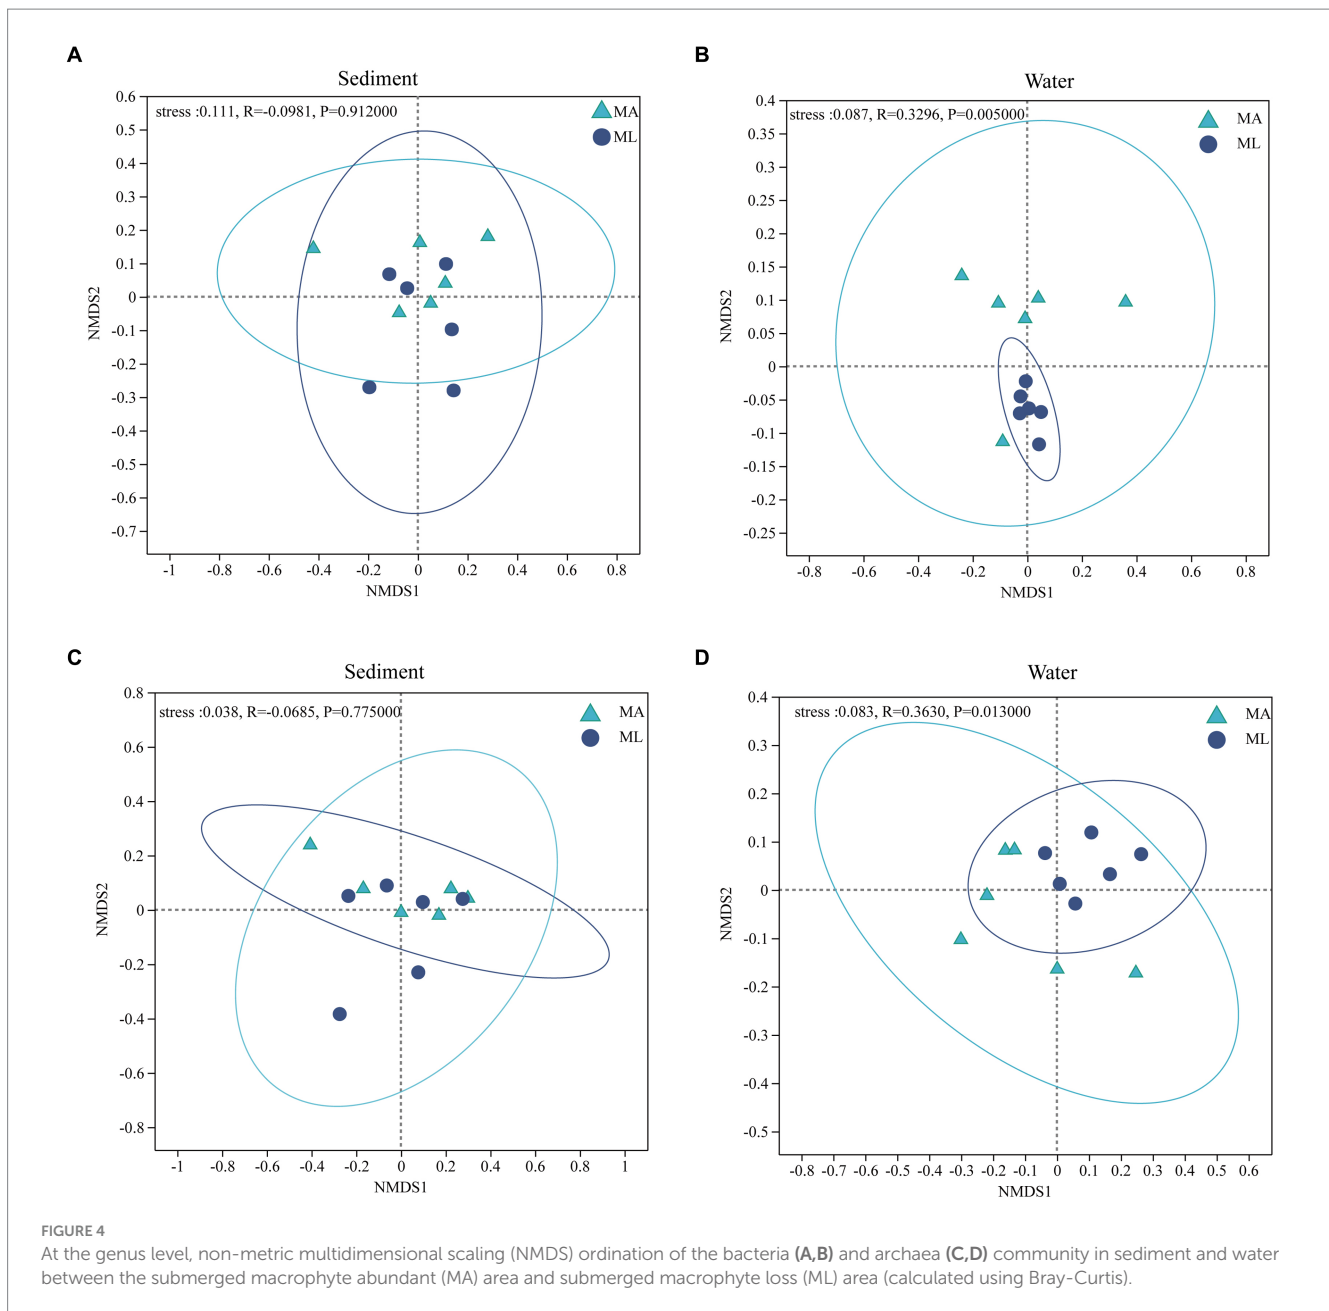 A
Sediment
stress :0.111, R=-0.0981, P=0.912000
MA
ML
0.6
0.5
0.4
0.3
0.2
0.1
0
-0.1
-0.2
-0.3
-0.4
-0.5
-0.6
-0.7
NMDS2
-1 -0.8 -0.6 -0.4 -0.2 0 0.2 0.4 0.6 0.8
NMDS1
B
Water
stress :0.087, R=0.3296, P=0.005000
MA
ML
0.4
0.35
0.3
0.25
0.2
0.15
0.1
0.05
0
-0.05
-0.1
-0.15
-0.2
-0.25
NMDS2
-0.8 -0.6 -0.4 -0.2 0 0.2 0.4 0.6 0.8
NMDS1
C
Sediment
stress :0.038, R=-0.0685, P=0.775000
MA
ML
0.8
0.6
0.4
0.2
0
-0.2
-0.4
-0.6
-0.8
NMDS2
-1 -0.8 -0.6 -0.4 -0.2 0 0.2 0.4 0.6 0.8 1
NMDS1
D
Water
stress :0.083, R=0.3630, P=0.013000
MA
ML
0.4
0.3
0.2
0.1
0
-0.1
-0.2
-0.3
-0.4
-0.5
NMDS2
-0.8 -0.7 -0.6 -0.5 -0.4 -0.3 -0.2 -0.1 0 0.1 0.2 0.3 0.4 0.5 0.6
NMDS1
FIGURE 4
At the genus level, non-metric multidimensional scaling (NMDS) ordination of the bacteria (A,B) and archaea (C,D) community in sediment and water
between the submerged macrophyte abundant (MA) area and submerged macrophyte loss (ML) area (calculated using Bray-Curtis).